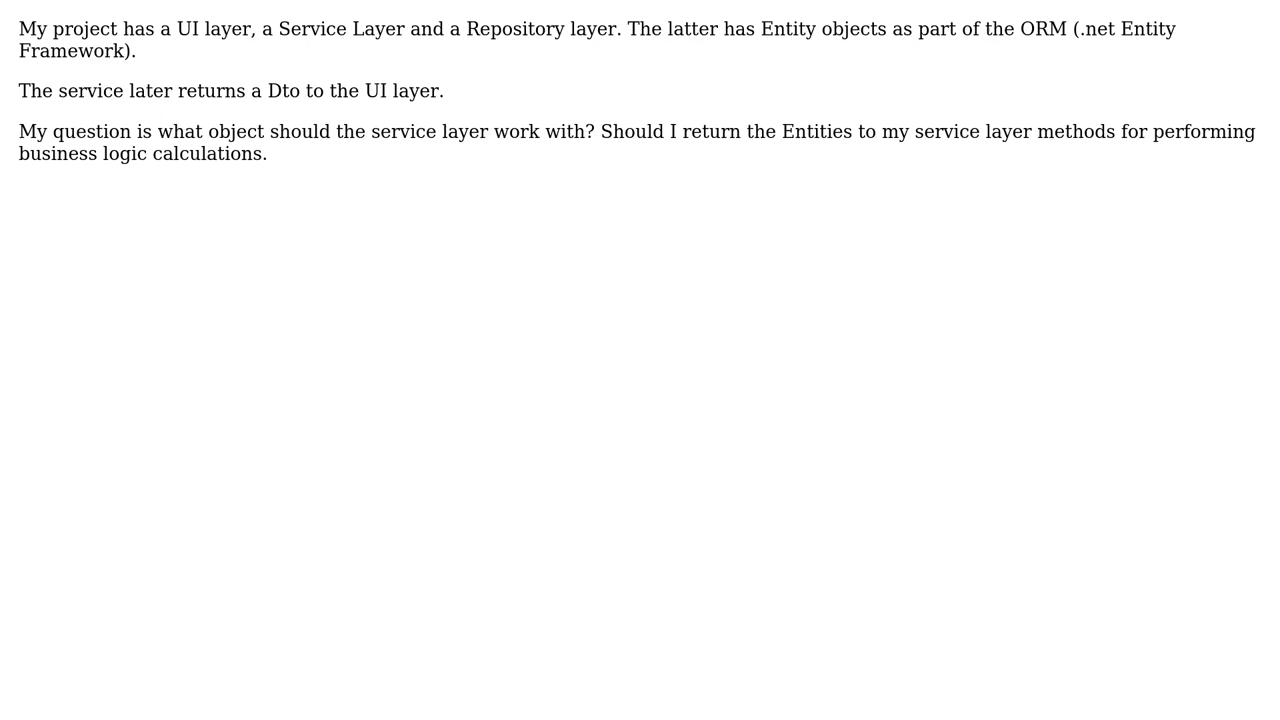 My project has a UI layer, a Service Layer and a Repository layer. The latter has Entity objects as part of the ORM (.net Entity
Framework).
The service later returns a Dto to the UI layer.
My question is what object should the service layer work with? Should I return the Entities to my service layer methods for performing
business logic calculations.